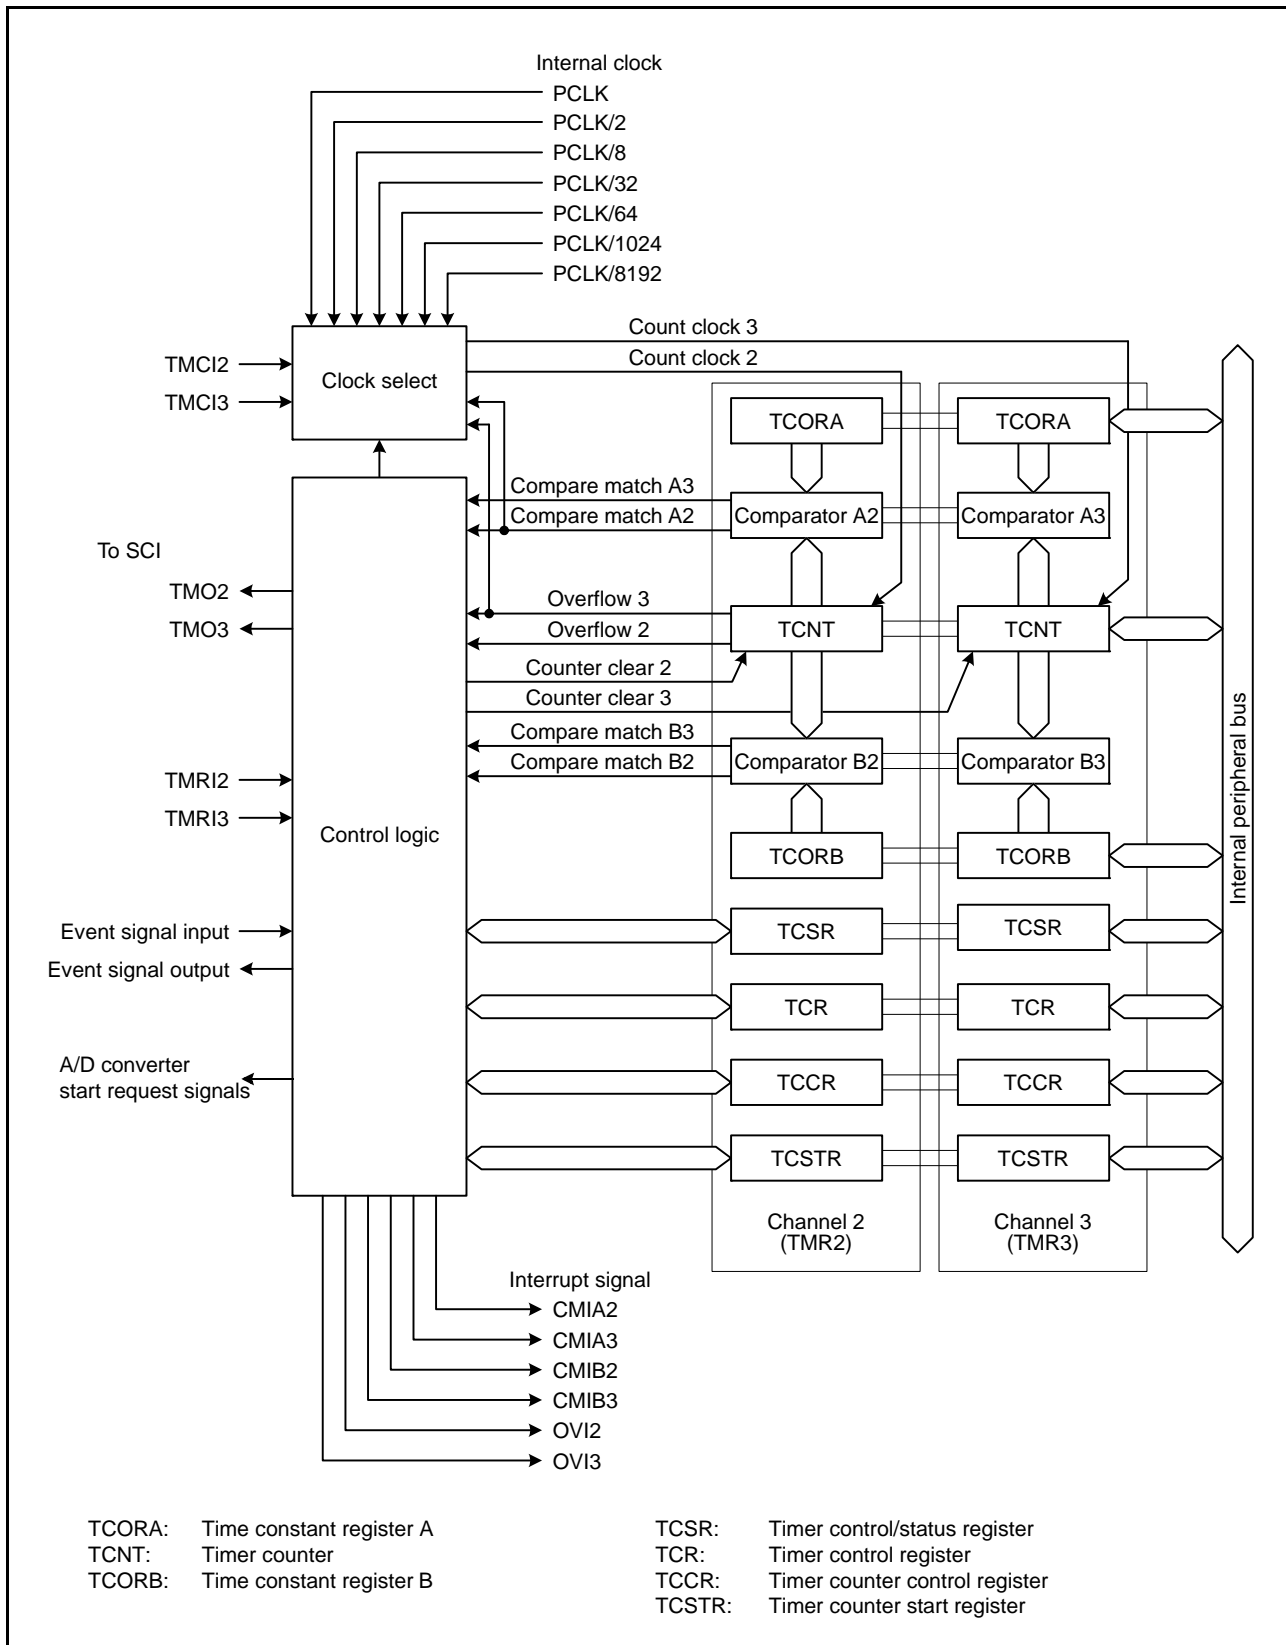 Internal clock
PCLK
PCLK/2
PCLK/8
PCLK/32
PCLK/64
PCLK/1024
PCLK/8192
Count clock 3
Count clock 2
TMCI2
TMCI3
Clock select
TCORA
TCORA
Compare match A3
Compare match A2
Comparator A2
Comparator A3
To SCI
TMO2
TMO3
Overflow 3
Overflow 2
TCNT
TCNT
Counter clear 2
Counter clear 3
Compare match B3
Compare match B2
Comparator B2
Comparator B3
TMRI2
TMRI3
Control logic
TCORB
TCORB
Internal peripheral bus
Event signal input
Event signal output
TCSR
TCSR
TCR
TCR
A/D converter
start request signals
TCCR
TCCR
TCSTR
TCSTR
Channel 2
(TMR2)
Channel 3
(TMR3)
Interrupt signal
CMIA2
CMIA3
CMIB2
CMIB3
OVI2
OVI3
TCORA: Time constant register A
TCNT: Timer counter
TCORB: Time constant register B
TCSR: Timer control/status register
TCR: Timer control register
TCCR: Timer counter control register
TCSTR: Timer counter start register